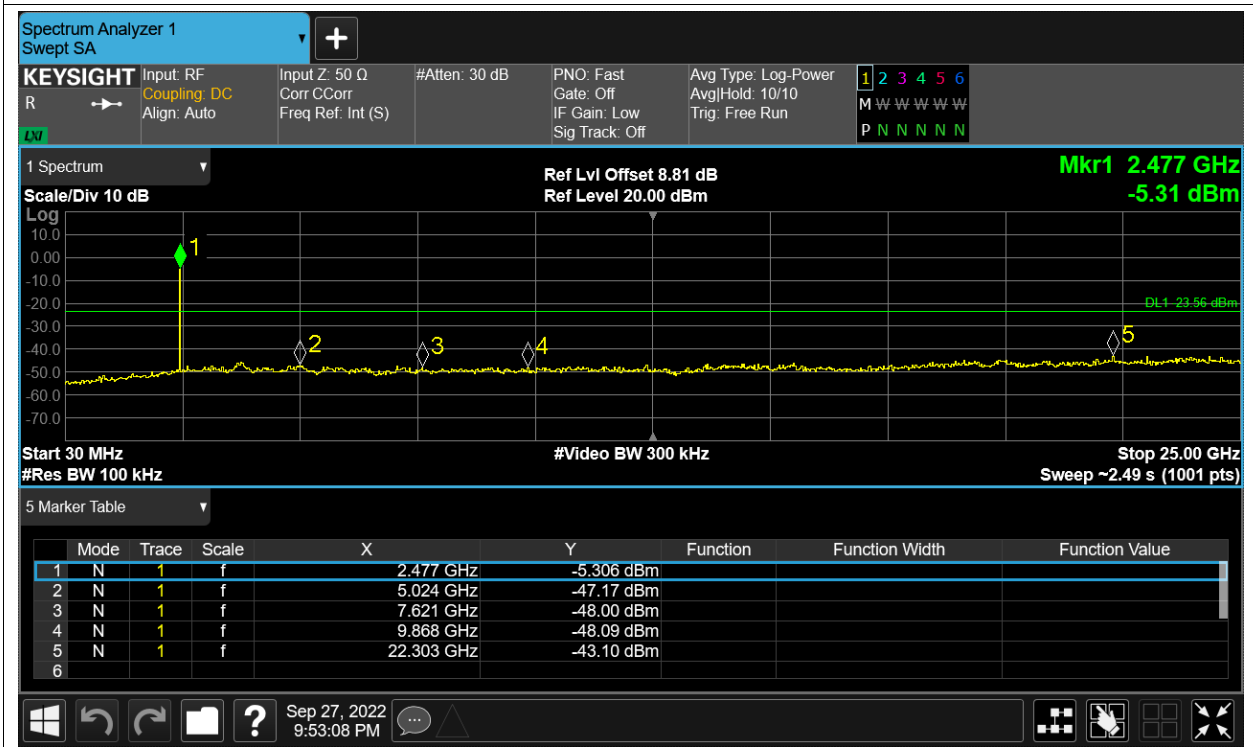 Spectrum Analyzer 1
Swept SA
KEYSIGHT
R
LXI
Input: RF
Coupling: DC
Align: Auto
Input Z: 50 Ω
Corr CCorr
Freq Ref: Int (S)
#Atten: 30 dB
PNO: Fast
Gate: Off
IF Gain: Low
Sig Track: Off
Avg Type: Log-Power
Avg|Hold: 10/10
Trig: Free Run
1 2 3 4 5 6
M W W W W W
P N N N N N
1 Spectrum
Scale/Div 10 dB
Ref Lvl Offset 8.81 dB
Ref Level 20.00 dBm
Mkr1 2.477 GHz
-5.31 dBm
Log
10.0
0.00
-10.0
-20.0
-30.0
-40.0
-50.0
-60.0
-70.0
1
2
3
4
5
DL1 23.56 dBm
Start 30 MHz
#Res BW 100 kHz
#Video BW 300 kHz
Stop 25.00 GHz
Sweep ~2.49 s (1001 pts)
5 Marker Table
Mode Trace Scale X Y Function Function Width Function Value
1 N 1 f 2.477 GHz -5.306 dBm
2 N 1 f 5.024 GHz -47.17 dBm
3 N 1 f 7.621 GHz -48.00 dBm
4 N 1 f 9.868 GHz -48.09 dBm
5 N 1 f 22.303 GHz -43.10 dBm
6
?
Sep 27, 2022
9:53:08 PM